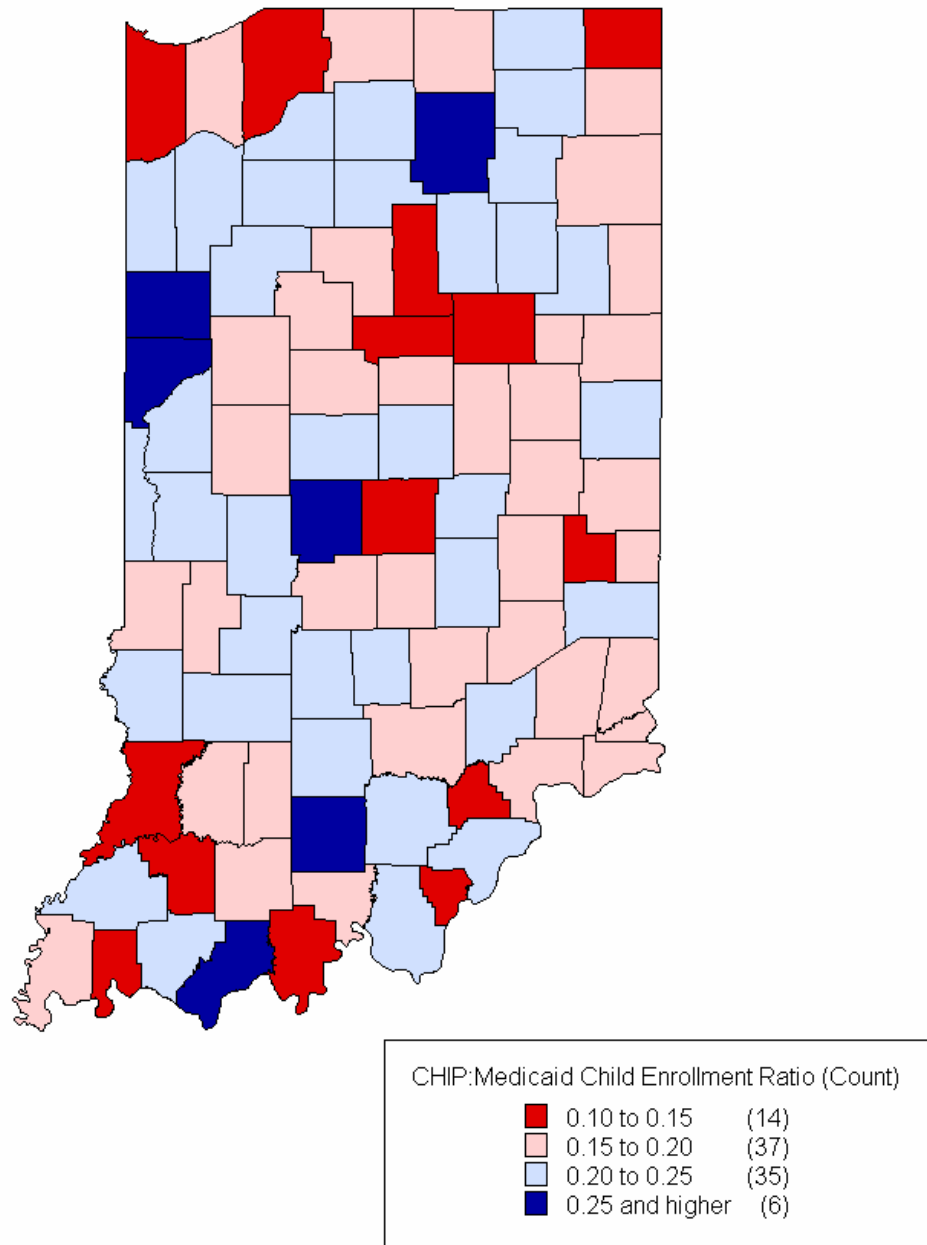 CHIP:Medicaid Child Enrollment Ratio (Count)
0.10 to 0.15 (14)
0.15 to 0.20 (37)
0.20 to 0.25 (35)
0.25 and higher (6)